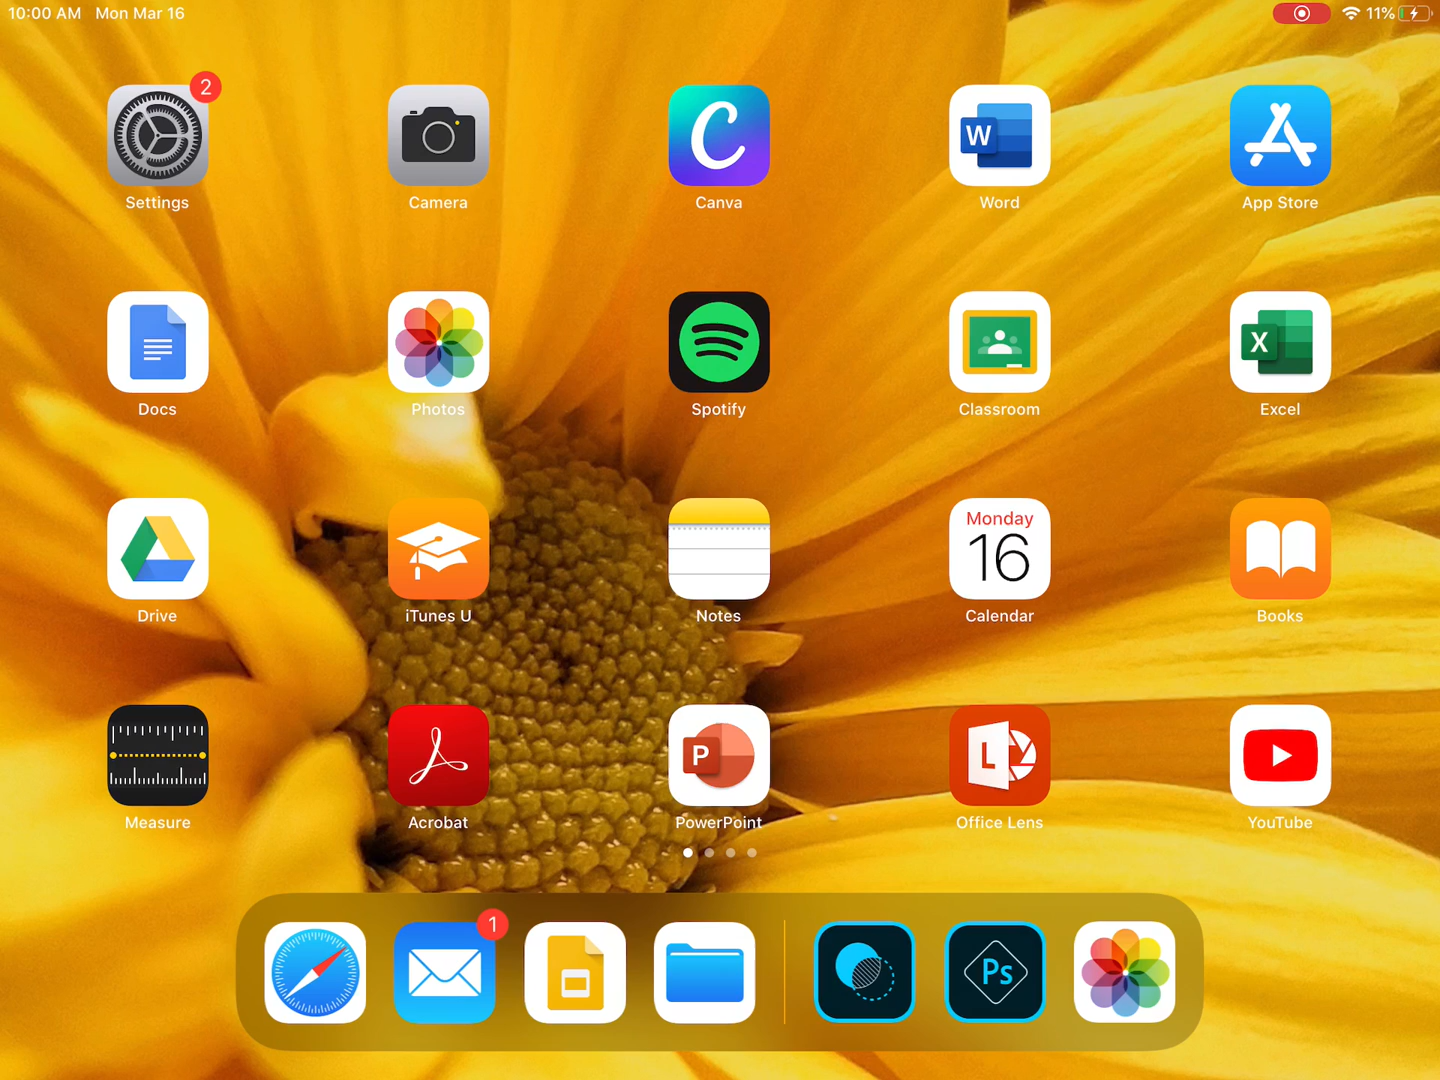 10:00 AM Mon Mar 16 11%
2
C
W
Settings Camera Canva Word App Store
X
Docs Photos Spotify Classroom Excel
Monday
16
Drive iTunes U Notes Calendar Books
P
L
Measure Acrobat PowerPoint Office Lens YouTube
1
Ps